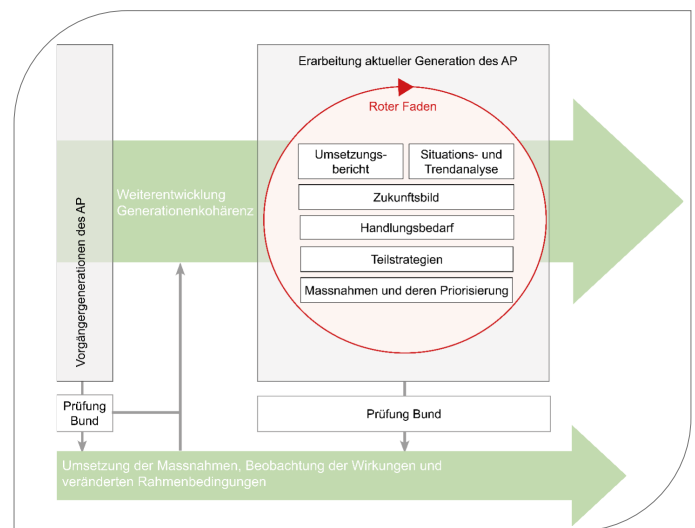 Erarbeitung aktueller Generation des AP
Roter Faden
Umsetzungs-
bericht
Situations- und
Trendanalyse
Zukunftsbild
Handlungsbedarf
Teilstrategien
Massnahmen und deren Priorisierung
Vorgängergenerationen des AP
Weiterentwicklung
Generationenkohärenz
Prüfung
Bund
Prüfung Bund
Umsetzung der Massnahmen, Beobachtung der Wirkungen und
veränderten Rahmenbedingungen